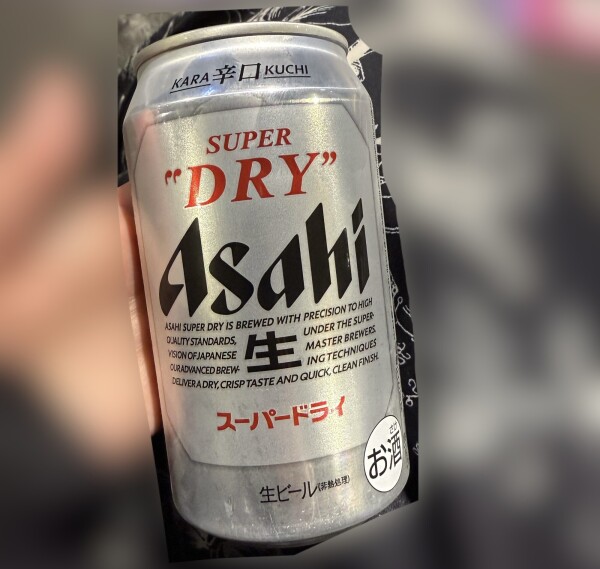 KARA 辛口 KUCHI
SUPER
"DRY"
Asahi
ASAHI SUPER DRY IS BREWED WITH PRECISION TO HIGH
QUALITY STANDARDS, UNDER THE SUPER-
VISION OF JAPANESE MASTER BREWERS.
OUR ADVANCED BREW- ING TECHNIQUES
生
DELIVER A DRY, CRISP TASTE AND QUICK, CLEAN FINISH.
スーパードライ
さけ
お酒
生ビール(非熱処理)